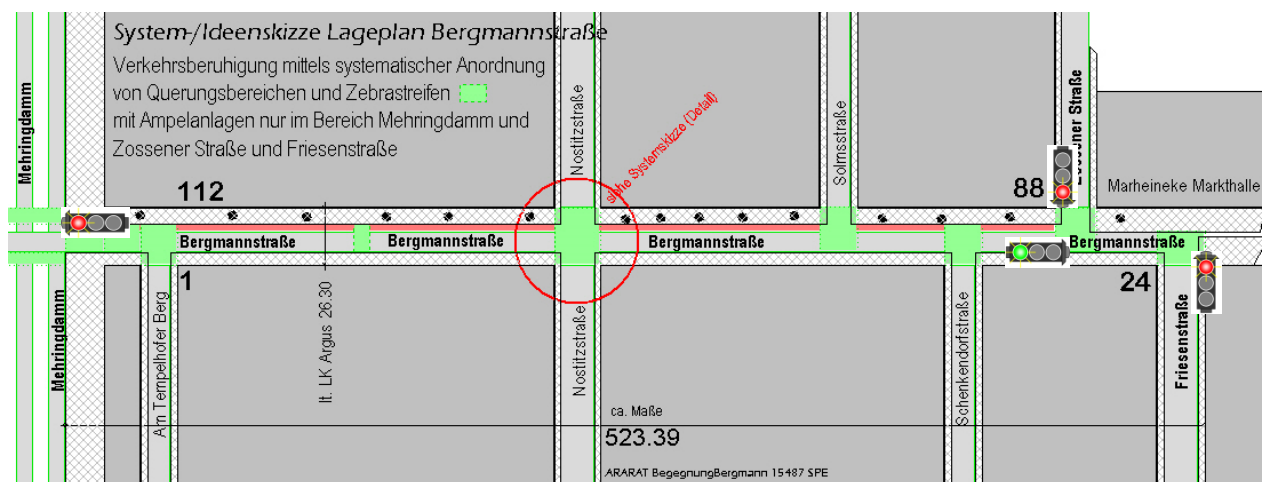 System-/Ideenskizze Lageplan Bergmannstraße
Verkehrsberuhigung mittels systematischer Anordnung
von Querungsbereichen und Zebrastreifen
mit Ampelanlagen nur im Bereich Mehringdamm und
Zossener Straße und Friesenstraße
Mehringdamm
Nostitzstraße
siehe Systemskizze (Detail)
Solmsstraße
Zossener Straße
Marheineke Markthalle
112
88
Bergmannstraße
Bergmannstraße
Bergmannstraße
Bergmannstraße
1
24
Mehringdamm
Am Tempelhofer Berg
lt. LK Argus 26.30
Nostitzstraße
Schenkendorfstraße
Friesenstraße
ca. Maße
523.39
ARARAT BegegnungBergmann 15487 SPE